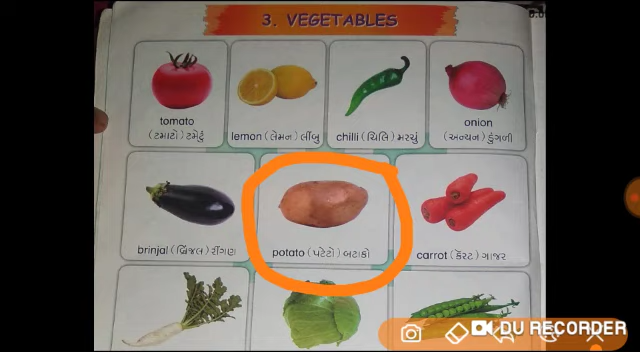 3. VEGETABLES
tomato
(ટમાટો) ટમેટું
lemon (લેમન) લીંબુ
chilli (ચિલિ) મરચું
onion
(અન્યન) ડુંગળી
brinjal (બ્રિંજલ) રીંગણ
potato (પટેટો) બટાકો
carrot (કૅરટ) ગાજર
DU RECORDER